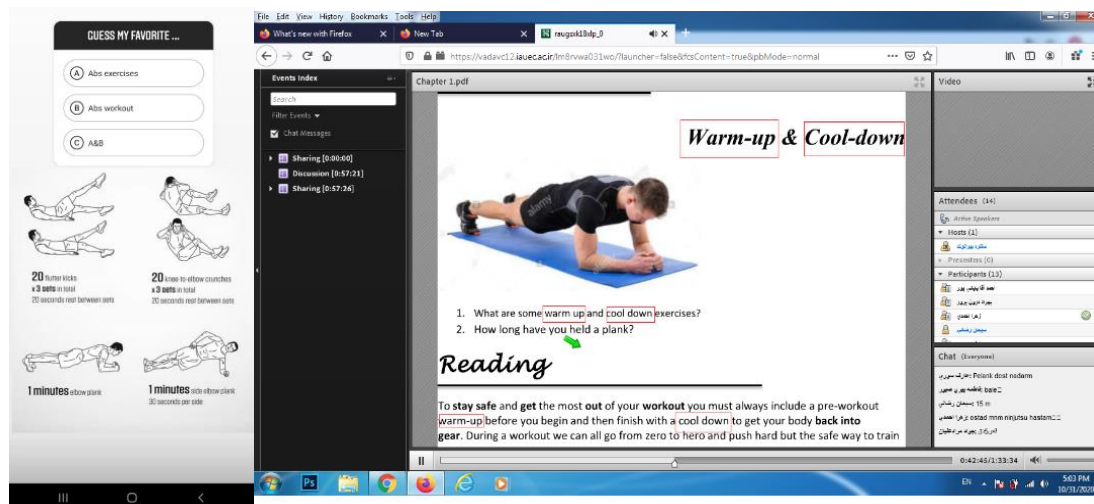 GUESS MY FAVORITE ...
A Abs exercises
B Abs workout
C A&B
20 flutter kicks
x 3 sets in total
20 seconds rest between sets
20 knee-to-elbow crunches
x 3 sets in total
20 seconds rest between sets
1 minutes elbow plank
1 minutes side elbow plank
30 seconds per side
File Edit View History Bookmarks Tools Help
What's new with Firefox
New Tab
https://vadavc12.iauec.ac.ir/lm8rvwa031wo/?launcher=false&fcsContent=true&pbMode=normal
Events Index
Search
Filter Events
Chat Messages
Sharing [0:00:00]
Discussion [0:57:21]
Sharing [0:57:26]
Chapter 1.pdf
Warm-up & Cool-down
alamy
1. What are some warm up and cool down exercises?
2. How long have you held a plank?
Reading
To stay safe and get the most out of your workout you must always include a pre-workout
warm-up before you begin and then finish with a cool down to get your body back into
gear. During a workout we can all go from zero to hero and push hard but the safe way to train
Video
Attendees (14)
Active Speakers
Hosts (1)
Presenters (0)
Participants (13)
سبحان رضائی
Chat (Everyone)
Pelank dost nadarm
bale
سبحان رضائی: 15 m
زهرا احمدی: ostad mnm ninjutsu hastam
0:42:45/1:33:34
EN
5:03 PM
10/31/2020